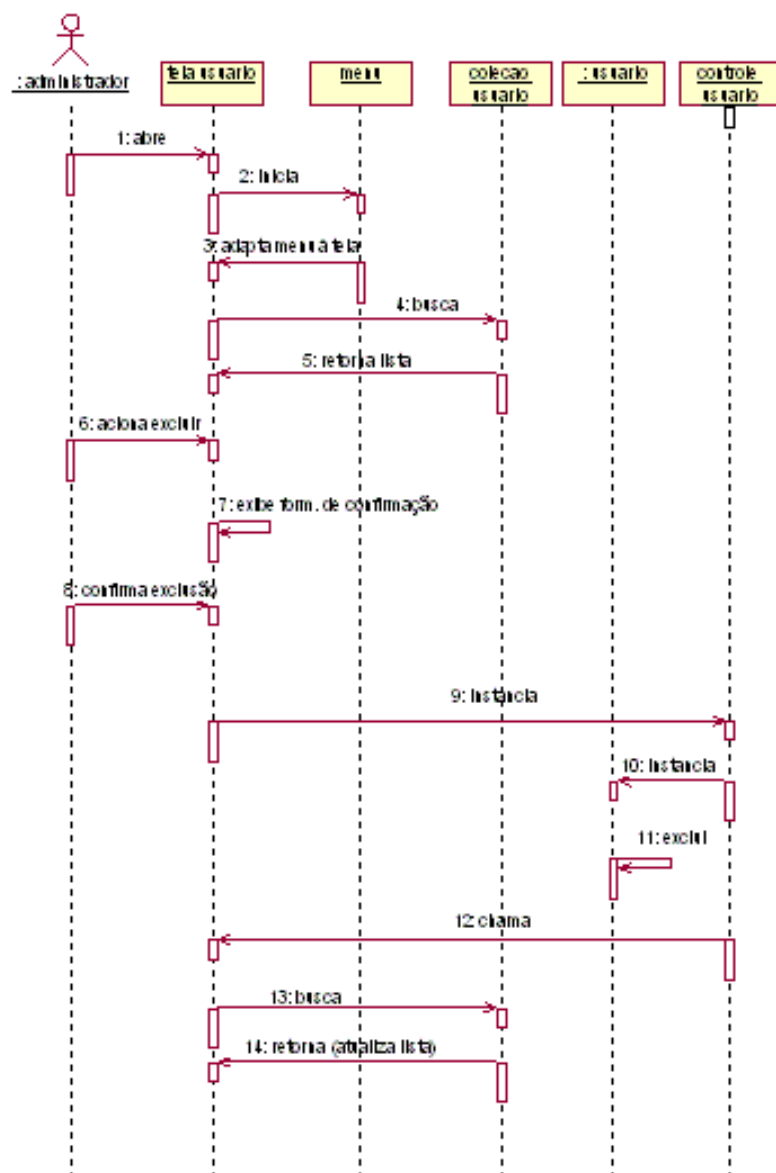 : administrador
tela usuario
menu
colecao
usuario
: usuario
controle
usuario
1: abre
2: inicia
3: adapta menu à tela
4: busca
5: retorna lista
6: aciona excluir
7: exibe form. de confirmação
8: confirma exclusão
9: instância
10: instancia
11: exclui
12: chama
13: busca
14: retorna (atualiza lista)